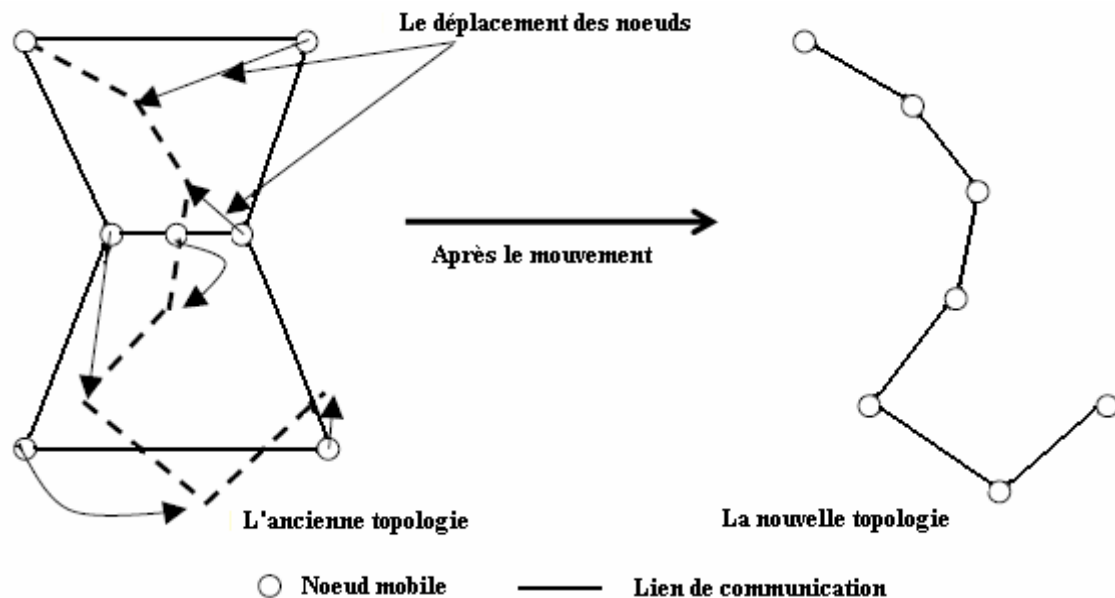 Le déplacement des noeuds
Après le mouvement
L'ancienne topologie
La nouvelle topologie
Noeud mobile
Lien de communication